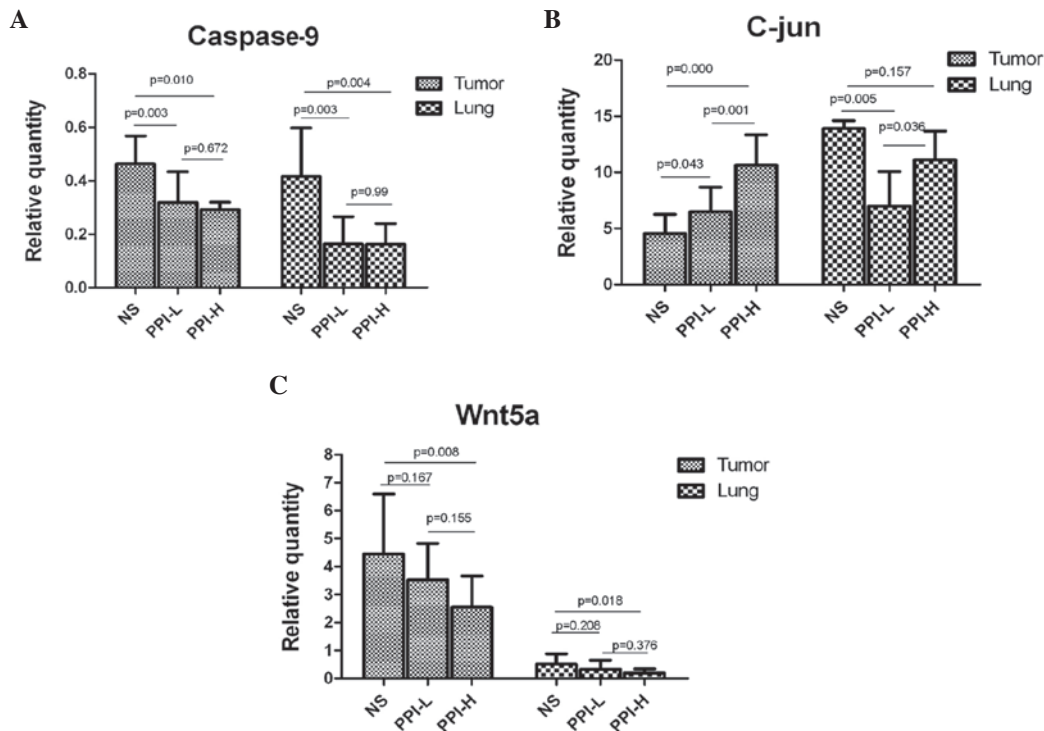 A
Caspase-9
Relative quantity
0.8
0.6
0.4
0.2
0.0
p=0.010
p=0.003
p=0.672
p=0.004
p=0.003
p=0.99
Tumor
Lung
NS
PPI-L
PPI-H
NS
PPI-L
PPI-H
B
C-jun
Relative quantity
20
15
10
5
0
p=0.000
p=0.001
p=0.043
p=0.157
p=0.005
p=0.036
Tumor
Lung
NS
PPI-L
PPI-H
NS
PPI-L
PPI-H
C
Wnt5a
Relative quantity
8
7
6
5
4
3
2
1
0
p=0.008
p=0.167
p=0.155
p=0.018
p=0.208
p=0.376
Tumor
Lung
NS
PPI-L
PPI-H
NS
PPI-L
PPI-H